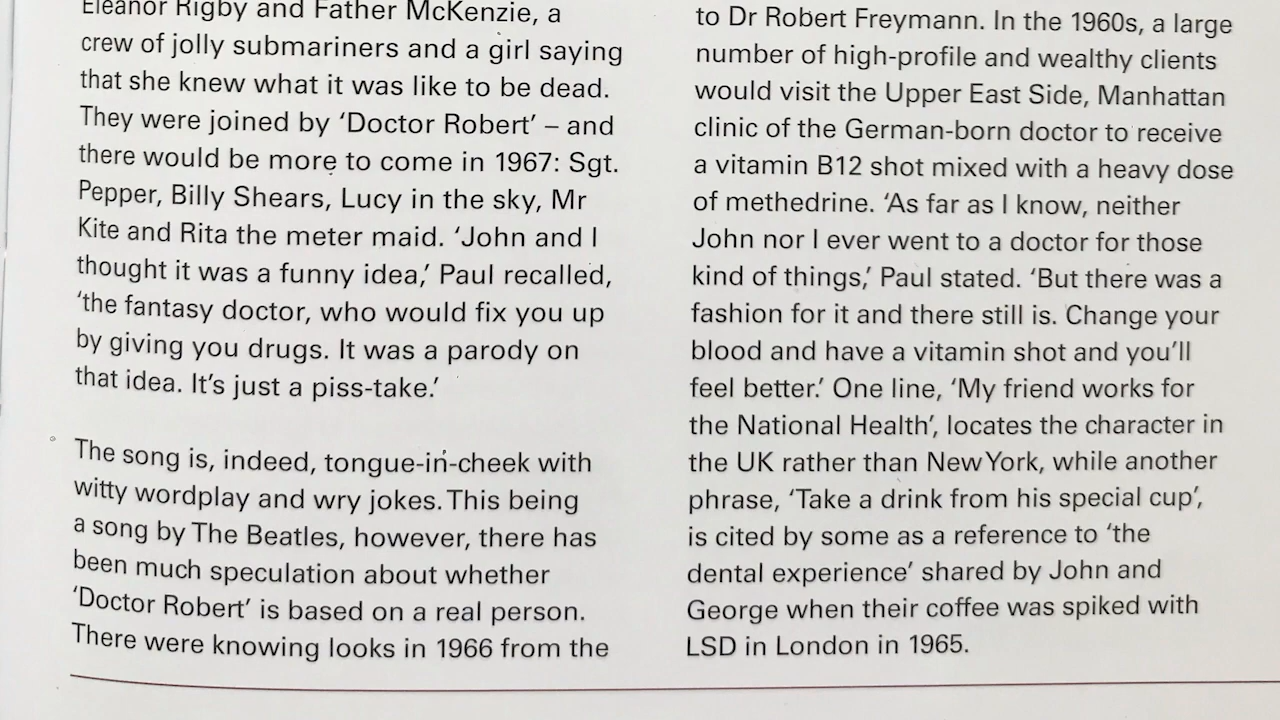 Eleanor Rigby and Father McKenzie, a
crew of jolly submariners and a girl saying
that she knew what it was like to be dead.
They were joined by ‘Doctor Robert’ – and
there would be more to come in 1967: Sgt.
Pepper, Billy Shears, Lucy in the sky, Mr
Kite and Rita the meter maid. ‘John and I
thought it was a funny idea,’ Paul recalled,
‘the fantasy doctor, who would fix you up
by giving you drugs. It was a parody on
that idea. It’s just a piss-take.’
The song is, indeed, tongue-in-cheek with
witty wordplay and wry jokes. This being
a song by The Beatles, however, there has
been much speculation about whether
‘Doctor Robert’ is based on a real person.
There were knowing looks in 1966 from the
to Dr Robert Freymann. In the 1960s, a large
number of high-profile and wealthy clients
would visit the Upper East Side, Manhattan
clinic of the German-born doctor to receive
a vitamin B12 shot mixed with a heavy dose
of methedrine. ‘As far as I know, neither
John nor I ever went to a doctor for those
kind of things,’ Paul stated. ‘But there was a
fashion for it and there still is. Change your
blood and have a vitamin shot and you’ll
feel better.’ One line, ‘My friend works for
the National Health’, locates the character in
the UK rather than New York, while another
phrase, ‘Take a drink from his special cup’,
is cited by some as a reference to ‘the
dental experience’ shared by John and
George when their coffee was spiked with
LSD in London in 1965.